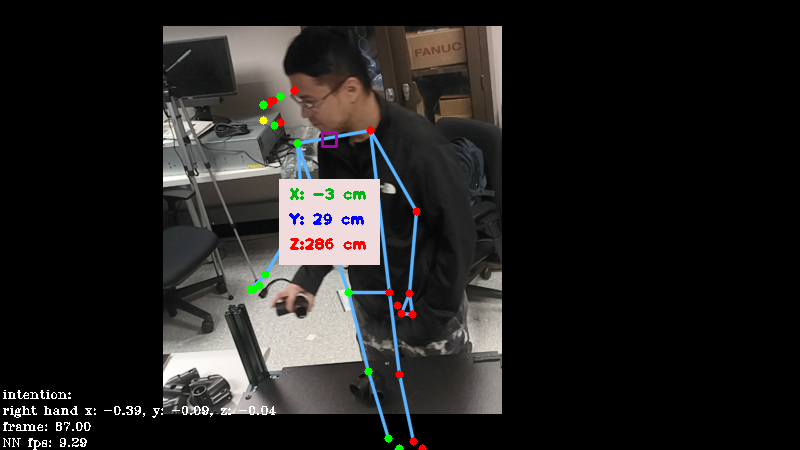 FANUC
X: -3 cm
Y: 29 cm
Z:286 cm
intention:
right hand x: -0.39, y: -0.09, z: -0.04
frame: 87.00
NN fps: 9.29